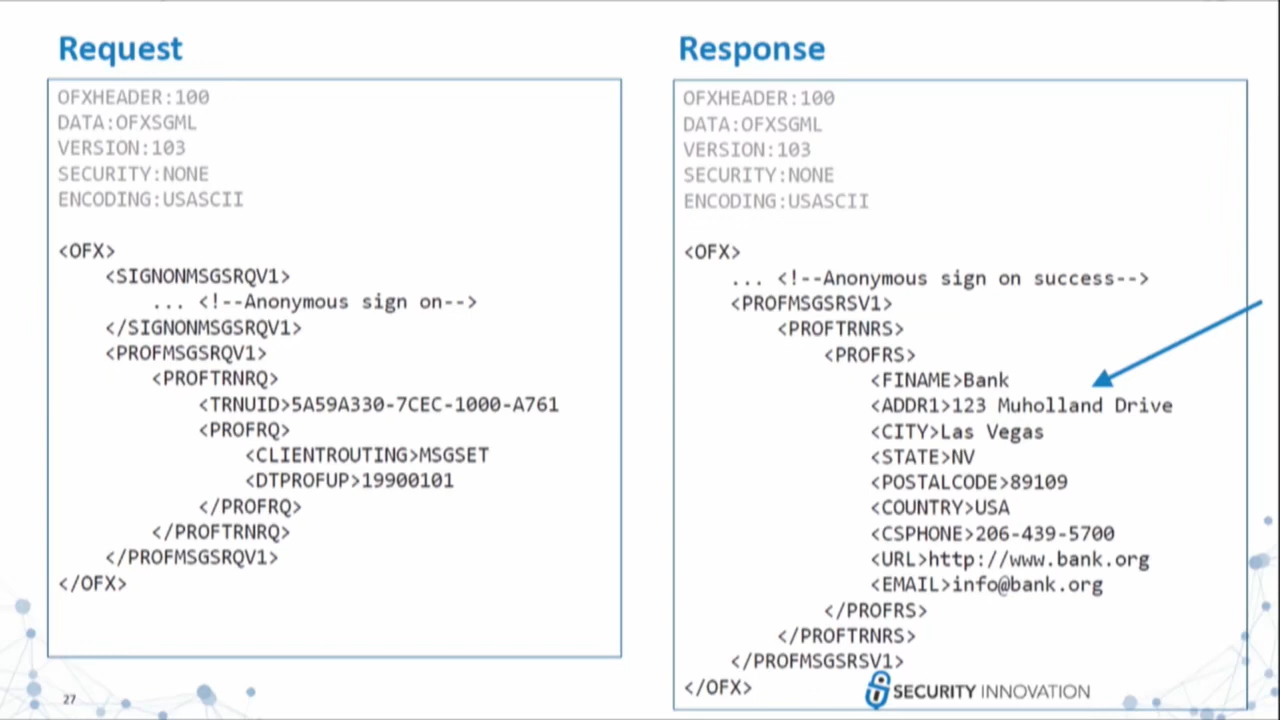 Request
OFXHEADER:100
DATA:OFXSGML
VERSION:103
SECURITY:NONE
ENCODING:USASCII
<OFX>
<SIGNONMSGSRQV1>
... <!--Anonymous sign on-->
</SIGNONMSGSRQV1>
<PROFMSGSRQV1>
<PROFTRNRQ>
<TRNUID>5A59A330-7CEC-1000-A761
<PROFRQ>
<CLIENTROUTING>MSGSET
<DTPROFUP>19900101
</PROFRQ>
</PROFTRNRQ>
</PROFMSGSRQV1>
</OFX>
Response
OFXHEADER:100
DATA:OFXSGML
VERSION:103
SECURITY:NONE
ENCODING:USASCII
<OFX>
... <!--Anonymous sign on success-->
<PROFMSGSRSV1>
<PROFTRNRS>
<PROFRS>
<FINAME>Bank
<ADDR1>123 Muholland Drive
<CITY>Las Vegas
<STATE>NV
<POSTALCODE>89109
<COUNTRY>USA
<CSPHONE>206-439-5700
<URL>http://www.bank.org
<EMAIL>info@bank.org
</PROFRS>
</PROFTRNRS>
</PROFMSGSRSV1>
</OFX>
27
SECURITY INNOVATION